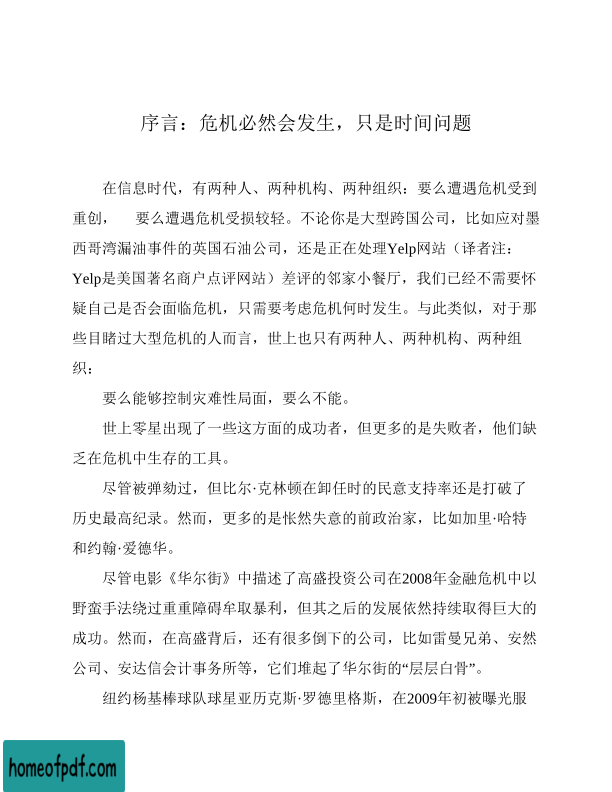 序言：危机必然会发生，只是时间问题
在信息时代，有两种人、两种机构、两种组织：要么遭遇危机受到
重创， 要么遭遇危机受损较轻。不论你是大型跨国公司，比如应对墨
西哥湾漏油事件的英国石油公司，还是正在处理Yelp网站（译者注：
Yelp是美国著名商户点评网站）差评的邻家小餐厅，我们已经不需要怀
疑自己是否会面临危机，只需要考虑危机何时发生。与此类似，对于那
些目睹过大型危机的人而言，世上也只有两种人、两种机构、两种组
织：
要么能够控制灾难性局面，要么不能。
世上零星出现了一些这方面的成功者，但更多的是失败者，他们缺
乏在危机中生存的工具。
尽管被弹劾过，但比尔·克林顿在卸任时的民意支持率还是打破了
历史最高纪录。然而，更多的是怅然失意的前政治家，比如加里·哈特
和约翰·爱德华。
尽管电影《华尔街》中描述了高盛投资公司在2008年金融危机中以
野蛮手法绕过重重障碍牟取暴利，但其之后的发展依然持续取得巨大的
成功。然而，在高盛背后，还有很多倒下的公司，比如雷曼兄弟、安然
公司、安达信会计事务所等，它们堆起了华尔街的“层层白骨”。
纽约杨基棒球队球星亚历克斯·罗德里格斯，在2009年初被曝光服
homeofpdf.com